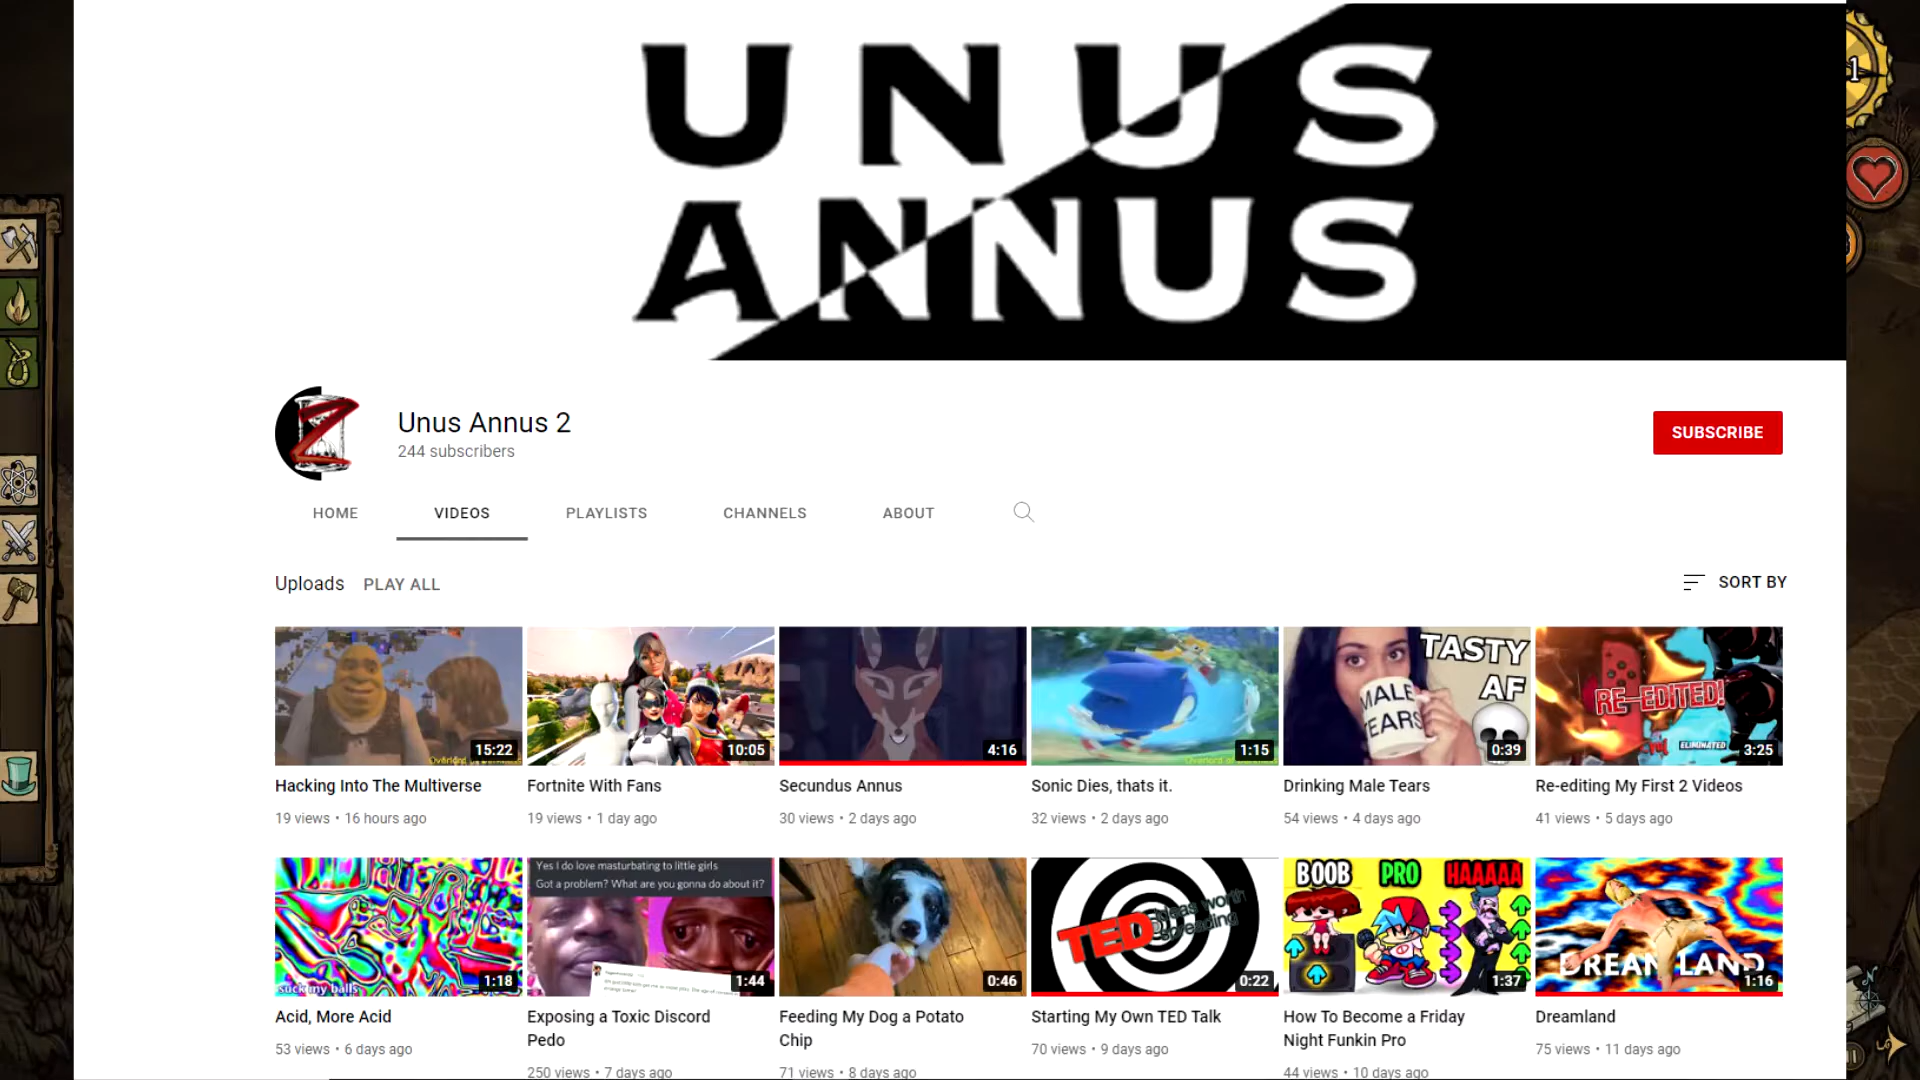 UNUS
ANNUS
1
Unus Annus 2
244 subscribers
SUBSCRIBE
HOME
VIDEOS
PLAYLISTS
CHANNELS
ABOUT
Uploads
PLAY ALL
SORT BY
15:22
10:05
4:16
1:15
MALE
TEARS
TASTY
AF
0:39
RE-EDITED!
ELIMINATED
3:25
Hacking Into The Multiverse
19 views • 16 hours ago
Fortnite With Fans
19 views • 1 day ago
Secundus Annus
30 views • 2 days ago
Sonic Dies, thats it.
32 views • 2 days ago
Drinking Male Tears
54 views • 4 days ago
Re-editing My First 2 Videos
41 views • 5 days ago
suck my balls
1:18
Yes I do love masturbating to little girls
Got a problem? What are you gonna do about it?
1:44
0:46
TED
ideas worth
spreading
0:22
BOOB
PRO
HAAAAA
1:37
DREAM LAND
1:16
Acid, More Acid
53 views • 6 days ago
Exposing a Toxic Discord
Pedo
250 views • 7 days ago
Feeding My Dog a Potato
Chip
71 views • 8 days ago
Starting My Own TED Talk
70 views • 9 days ago
How To Become a Friday
Night Funkin Pro
44 views • 10 days ago
Dreamland
75 views • 11 days ago